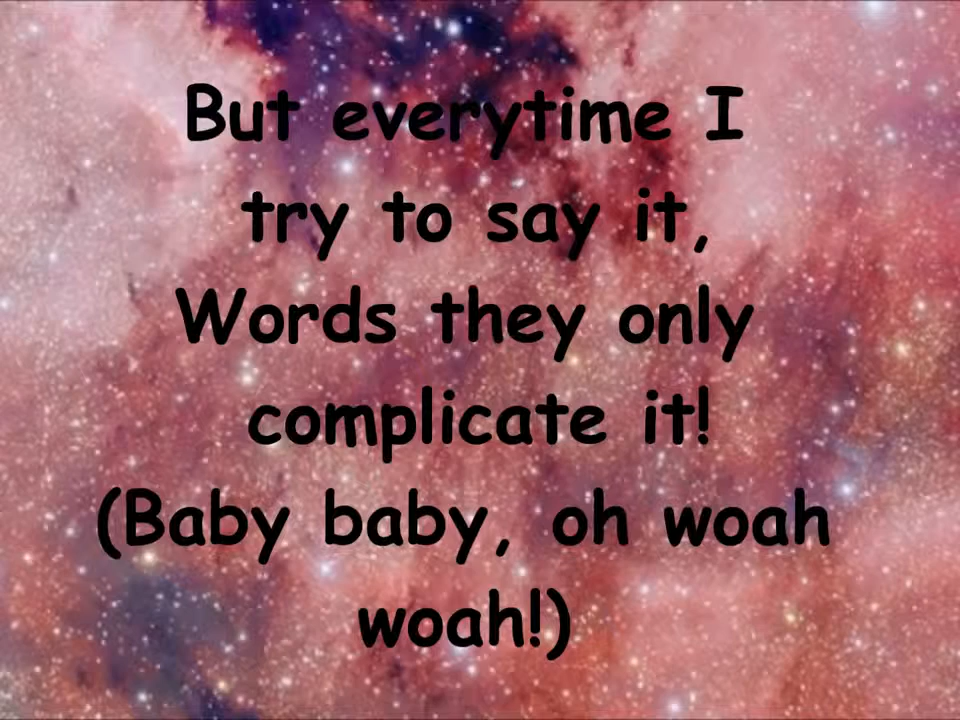 But everytime I
try to say it,
Words they only
complicate it!
(Baby baby, oh woah
woah!)